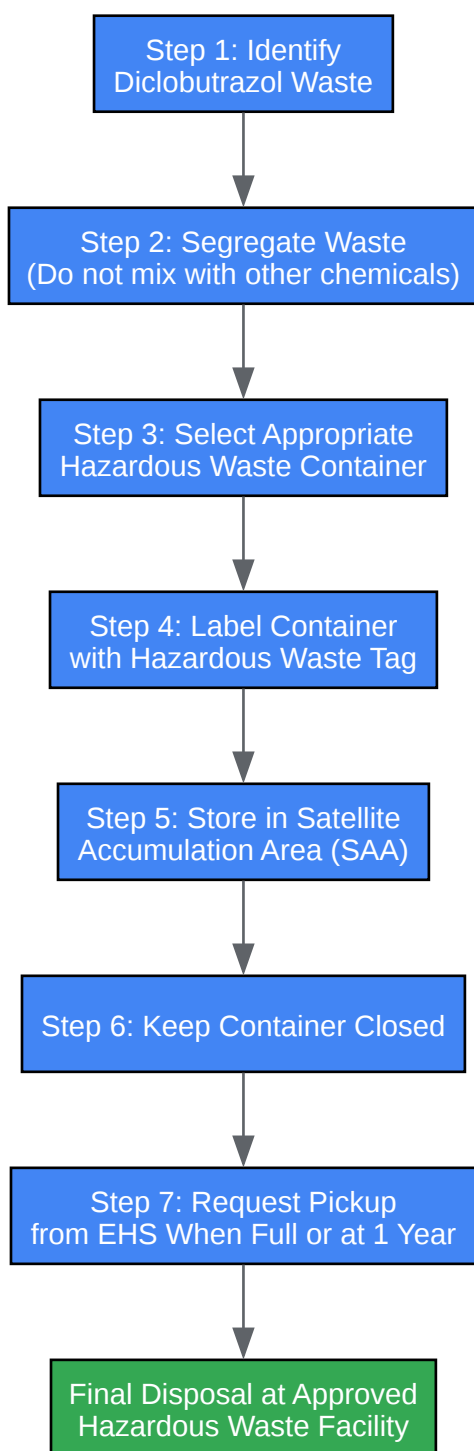 Step 1: Identify
Diclobutrazol Waste
Step 2: Segregate Waste
(Do not mix with other chemicals)
Step 3: Select Appropriate
Hazardous Waste Container
Step 4: Label Container
with Hazardous Waste Tag
Step 5: Store in Satellite
Accumulation Area (SAA)
Step 6: Keep Container Closed
Step 7: Request Pickup
from EHS When Full or at 1 Year
Final Disposal at Approved
Hazardous Waste Facility